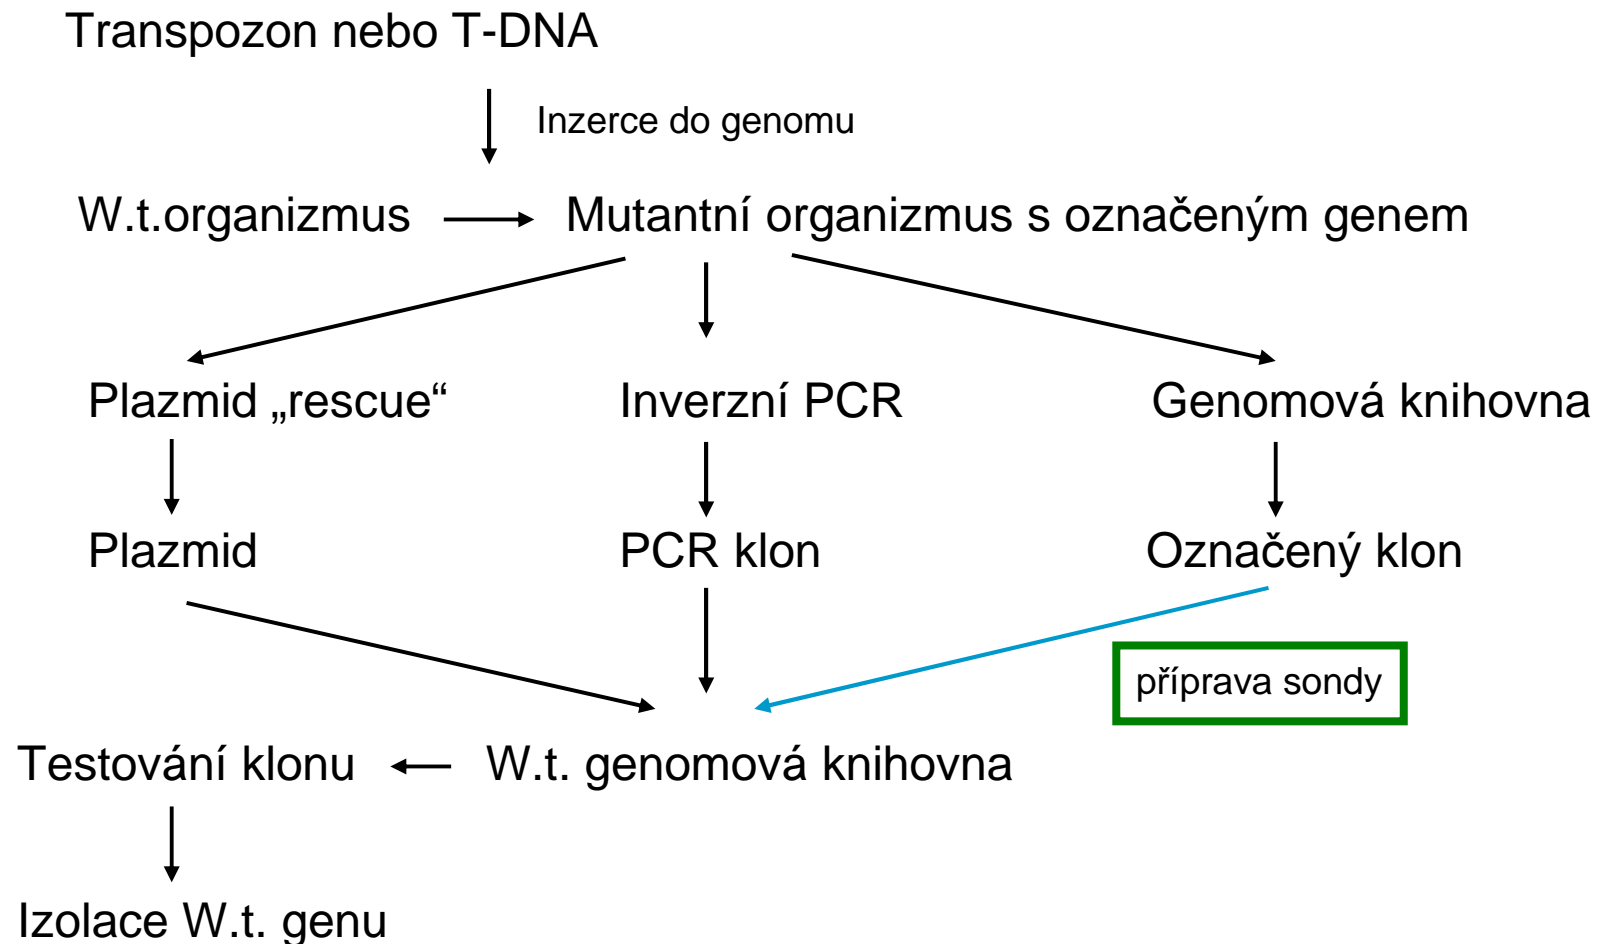 Transpozon nebo T-DNA
Inzerce do genomu
W.t.organizmus
Mutantní organizmus s označeným genem
Plazmid „rescue“
Inverzní PCR
Genomová knihovna
Plazmid
PCR klon
Označený klon
příprava sondy
Testování klonu
W.t. genomová knihovna
Izolace W.t. genu